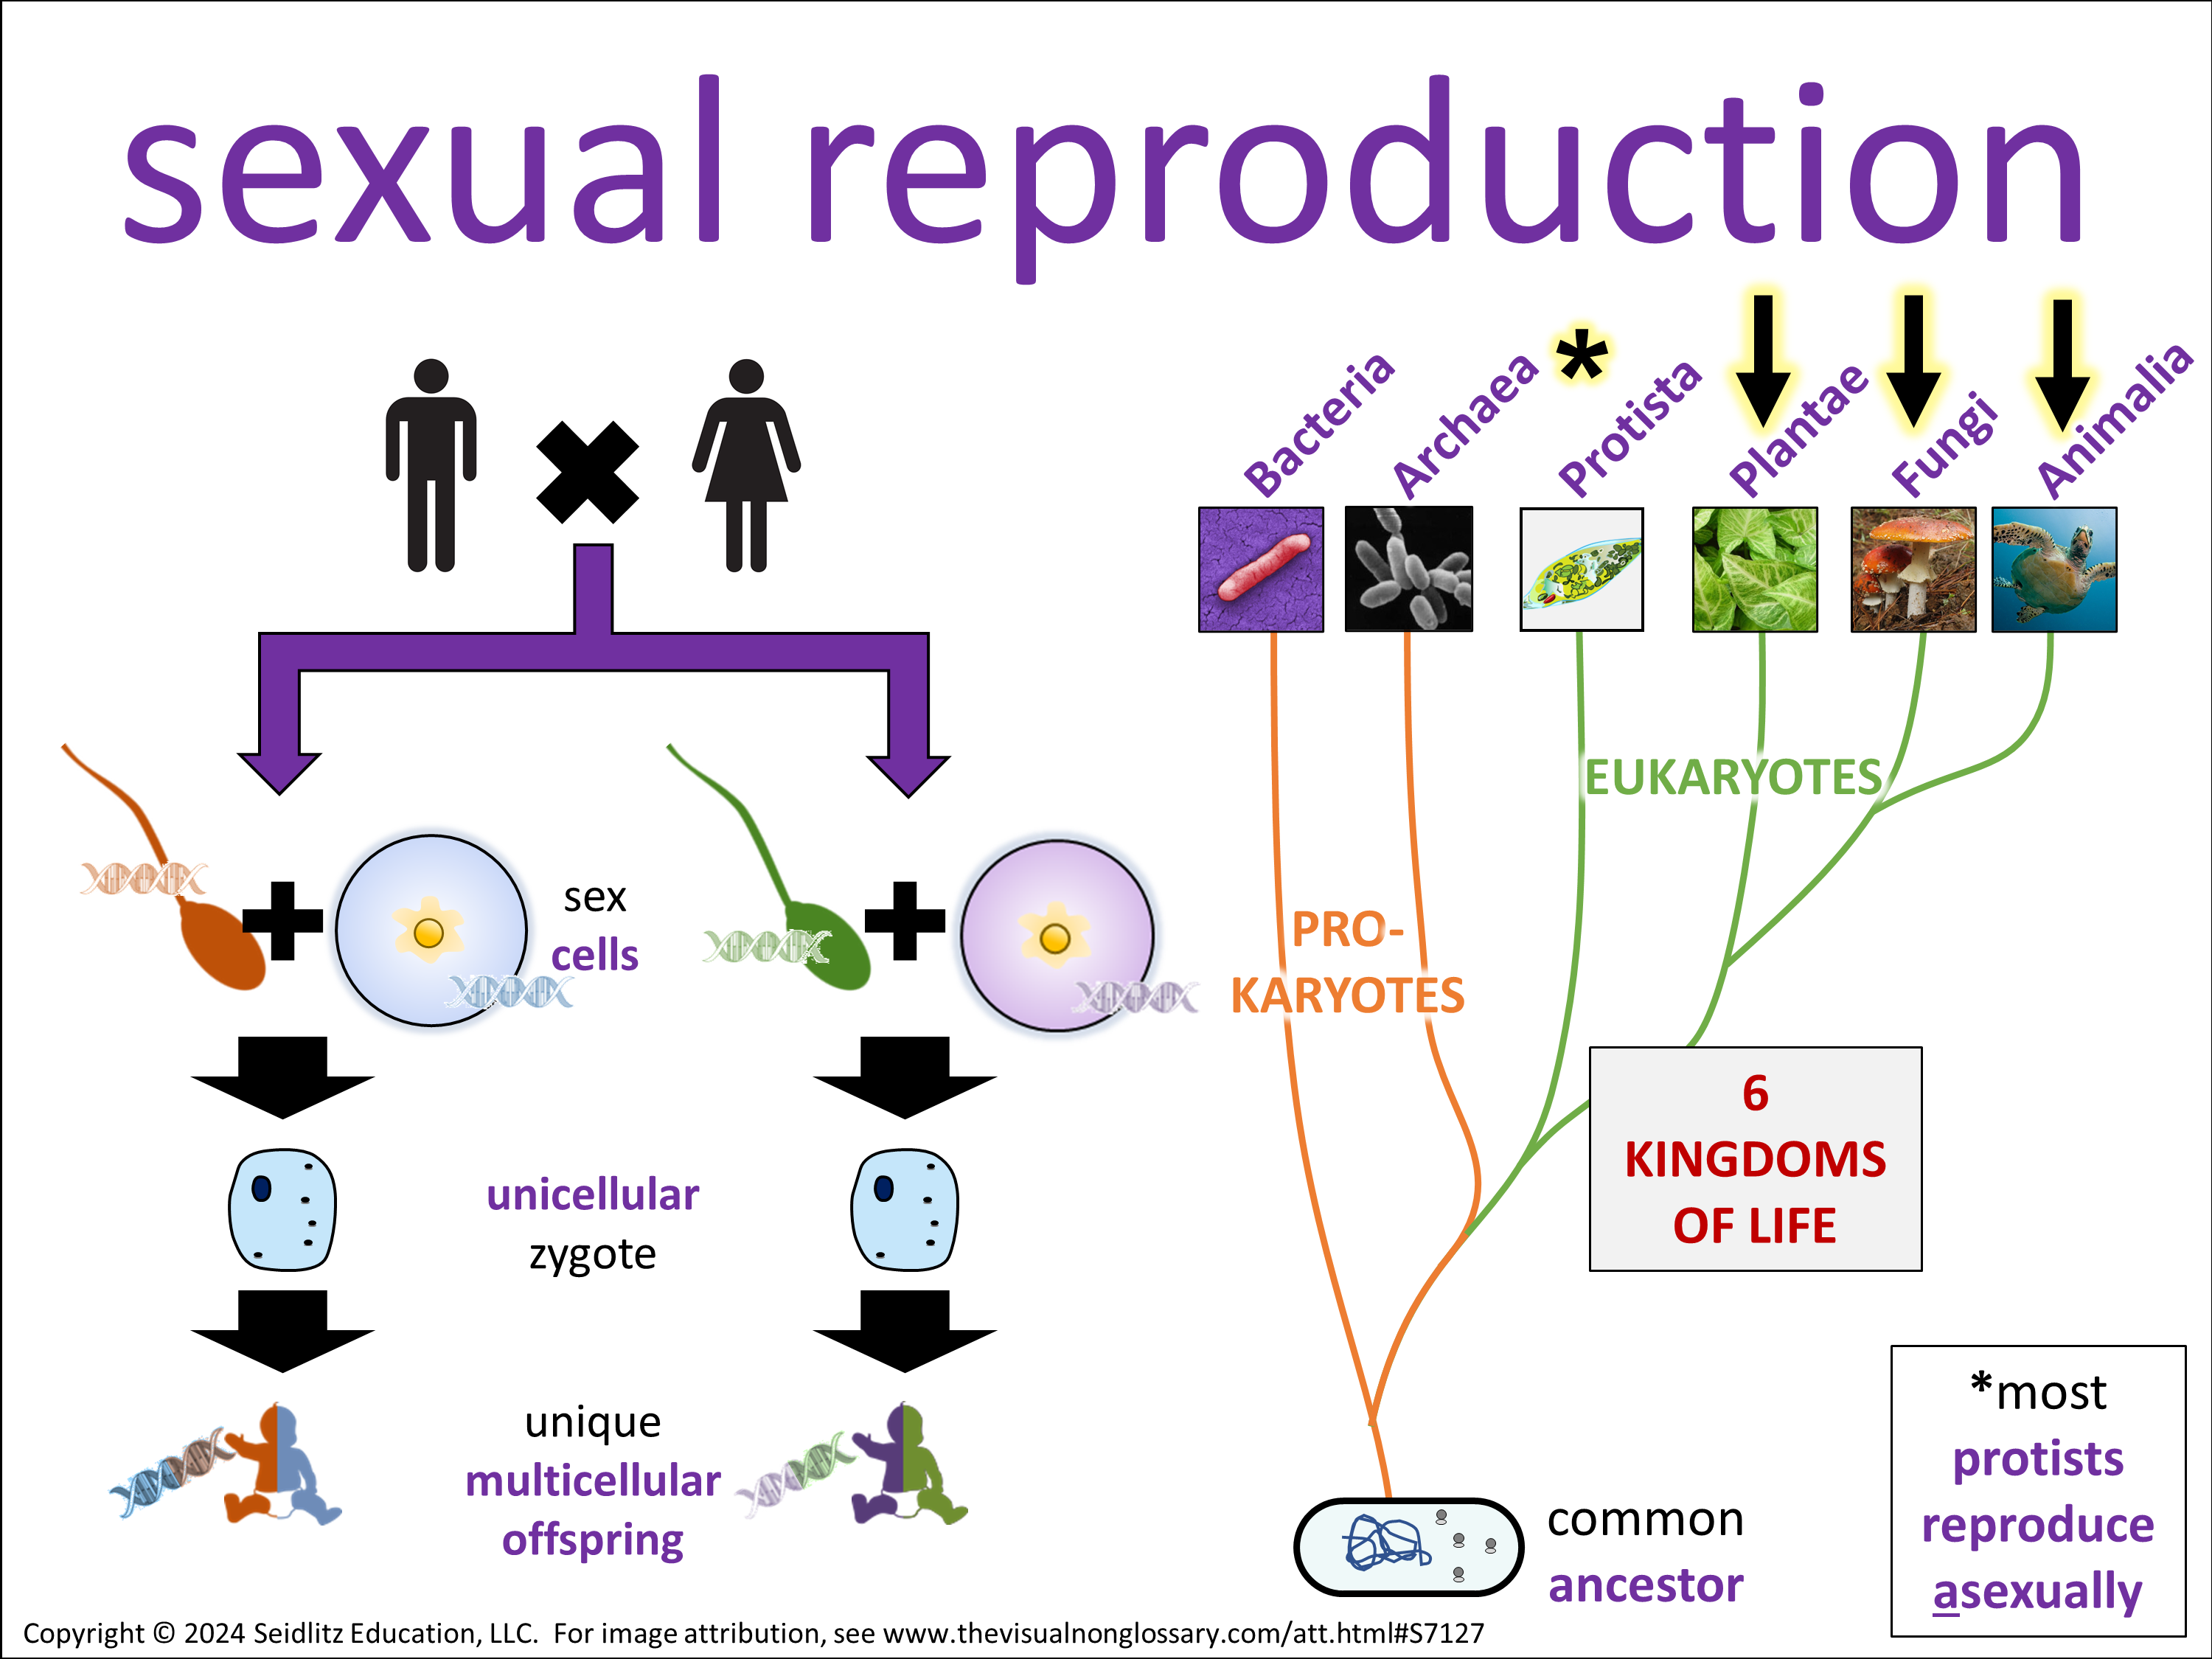 sexual reproduction
*
Bacteria
Archaea
Protista
Plantae
Fungi
Animalia
sex
cells
unicellular
zygote
unique
multicellular
offspring
EUKARYOTES
PRO-
KARYOTES
6
KINGDOMS
OF LIFE
common
ancestor
*most
protists
reproduce
asexually
Copyright © 2024 Seidlitz Education, LLC.  For image attribution, see www.thevisualnonglossary.com/att.html#S7127